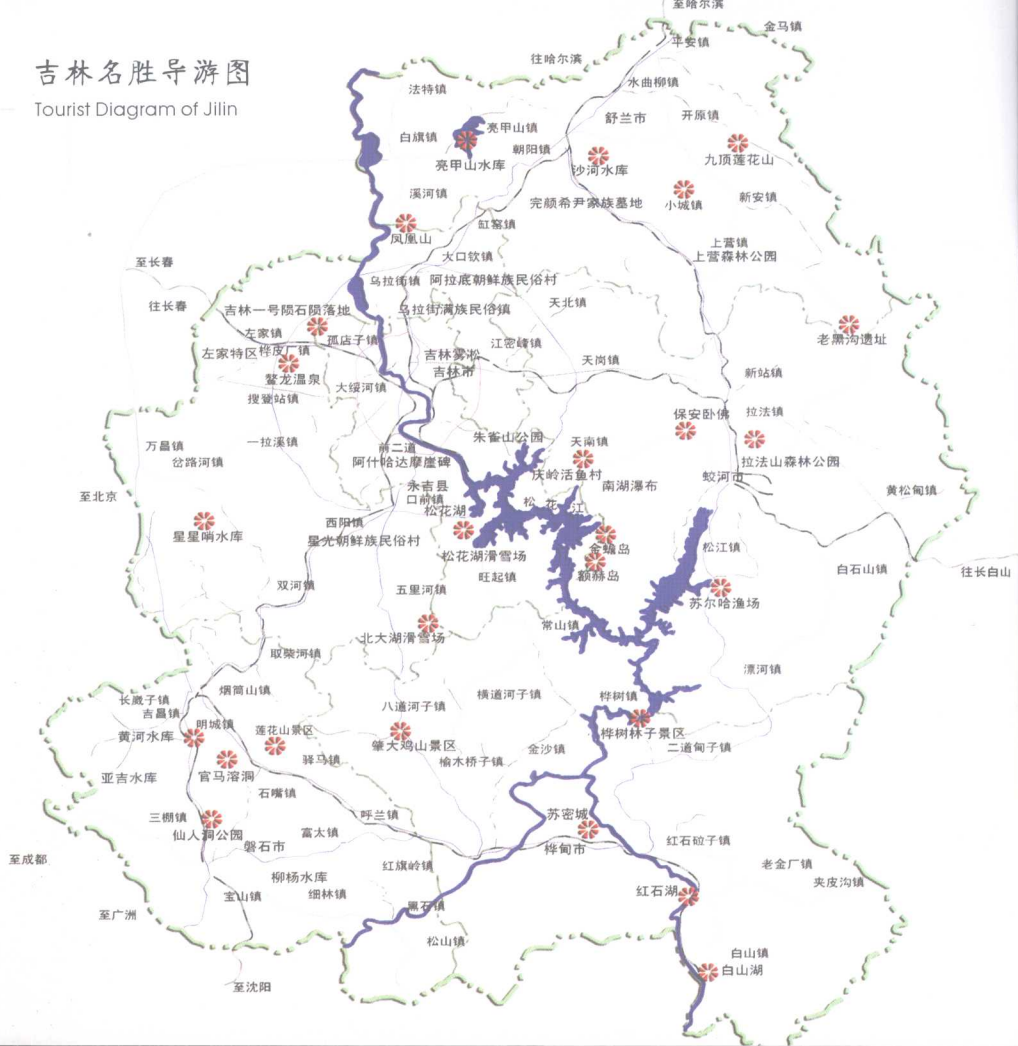 至哈尔滨
金马镇
平安镇
往哈尔滨
吉林名胜导游图
Tourist Diagram of Jilin
水曲柳镇
法特镇
舒兰市
开原镇
亮甲山镇
白旗镇
朝阳镇
亮甲山水库
沙河水库
九顶莲花山
溪河镇
完颜希尹家族墓地
小城镇
新安镇
缸窑镇
凤凰山
上营镇
大口钦镇
上营森林公园
至长春
乌拉街镇
阿拉底朝鲜族民俗村
往长春
吉林一号陨石陨落地
乌拉街满族民俗镇
天北镇
左家镇
孤店子镇
江密峰镇
老黑沟遗址
左家特区
桦皮厂镇
吉林雾凇
吉林市
天岗镇
鳌龙温泉
大绥河镇
新站镇
搜登站镇
保安卧佛
拉法镇
万昌镇
一拉溪镇
朱雀山公园
天南镇
前二道
岔路河镇
阿什哈达摩崖碑
拉法山森林公园
庆岭活鱼村
蛟河市
至北京
永吉县
南湖瀑布
黄松甸镇
口前镇
松花湖
松花江
西阳镇
星星哨水库
星光朝鲜族民俗村
松花湖滑雪场
金蟾岛
松江镇
旺起镇
额赫岛
白石山镇
往长白山
双河镇
五里河镇
苏尔哈渔场
常山镇
北大湖滑雪场
取柴河镇
漂河镇
烟筒山镇
横道河子镇
桦树镇
长崴子镇
八道河子镇
吉昌镇
明城镇
莲花山景区
黄河水库
桦树林子景区
肇大鸡山景区
金沙镇
二道甸子镇
驿马镇
榆木桥子镇
亚吉水库
官马溶洞
石嘴镇
三棚镇
呼兰镇
苏密城
仙人洞公园
富太镇
磐石市
桦甸市
红石砬子镇
至成都
红旗岭镇
老金厂镇
柳杨水库
夹皮沟镇
宝山镇
细林镇
红石湖
至广洲
黑石镇
松山镇
白山镇
白山湖
至沈阳